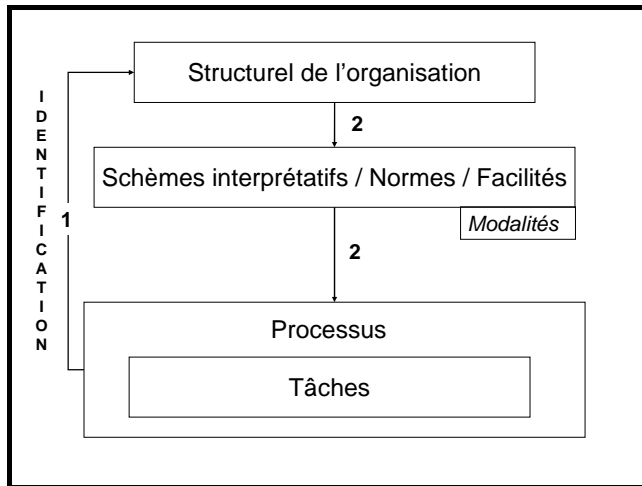 Structurel de l'organisation
2
Schèmes interprétatifs / Normes / Facilités
Modalités
2
IDENTIFICATION
1
Processus
Tâches